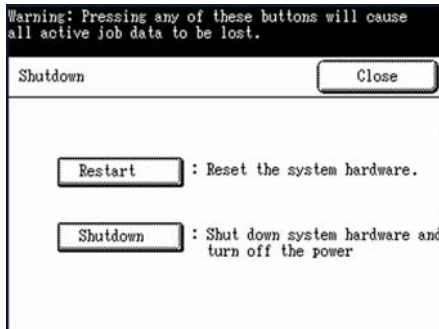 Warning: Pressing any of these buttons will cause
all active job data to be lost.
Shutdown
Close
Restart : Reset the system hardware.
Shutdown : Shut down system hardware and
turn off the power